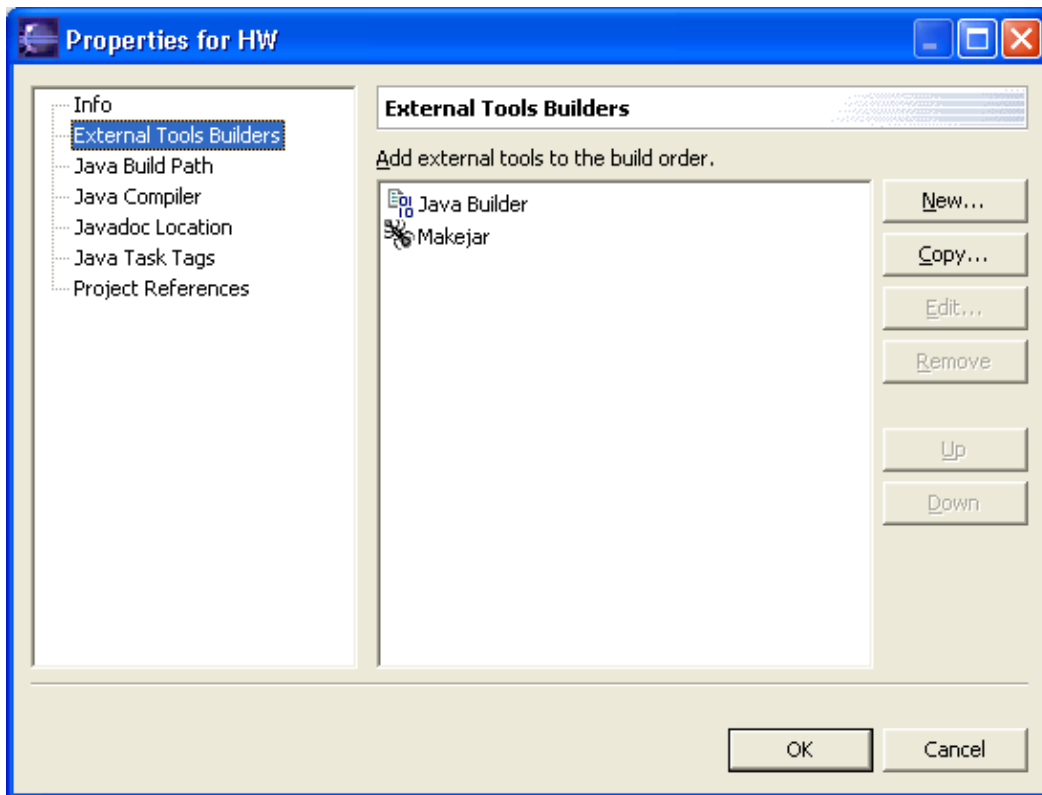 Properties for HW
Info
External Tools Builders
Java Build Path
Java Compiler
Javadoc Location
Java Task Tags
Project References
External Tools Builders
Add external tools to the build order.
Java Builder
Makejar
New...
Copy...
Edit...
Remove
Up
Down
OK
Cancel